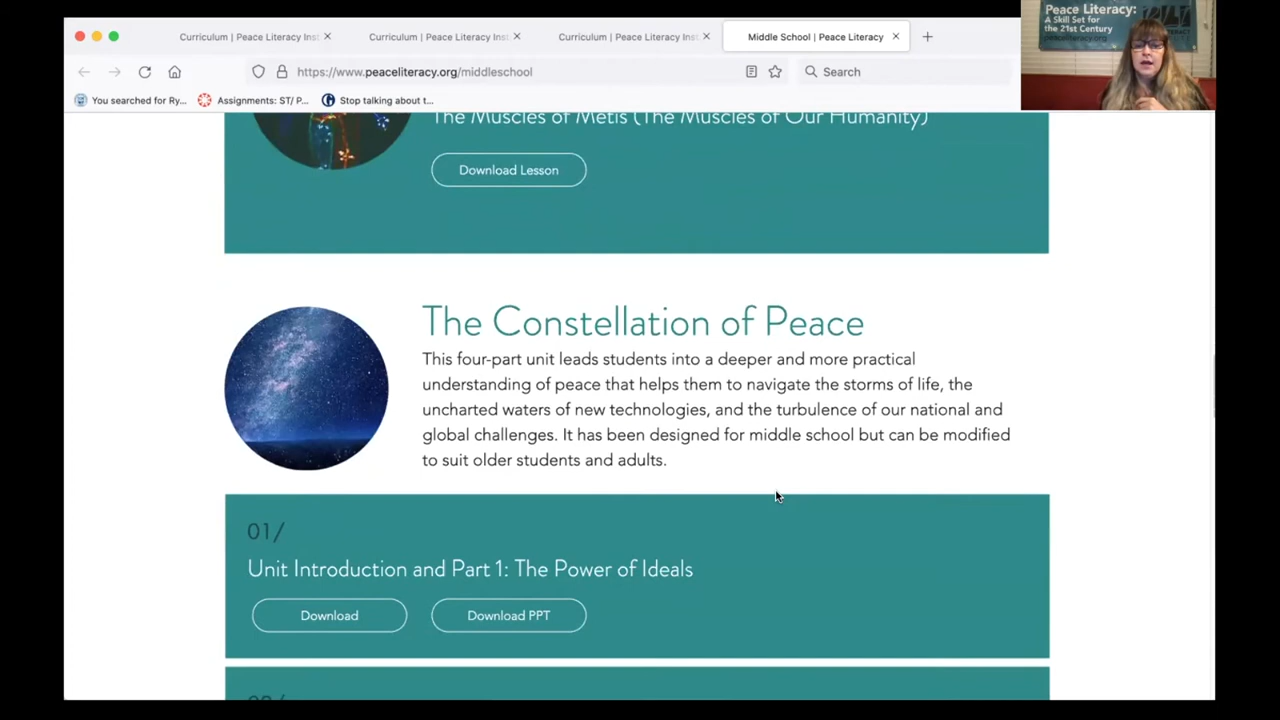 Curriculum | Peace Literacy Inst
Curriculum | Peace Literacy Inst
Curriculum | Peace Literacy Inst
Middle School | Peace Literacy
Peace Literacy:
A Skill Set for
the 21st Century
peaceliteracy.org
https://www.peaceliteracy.org/middleschool
Search
You searched for Ry...
Assignments: ST/ P...
Stop talking about t...
The Muscles of Metis (The Muscles of Our Humanity)
Download Lesson
The Constellation of Peace
This four-part unit leads students into a deeper and more practical
understanding of peace that helps them to navigate the storms of life, the
uncharted waters of new technologies, and the turbulence of our national and
global challenges. It has been designed for middle school but can be modified
to suit older students and adults.
01/
Unit Introduction and Part 1: The Power of Ideals
Download
Download PPT